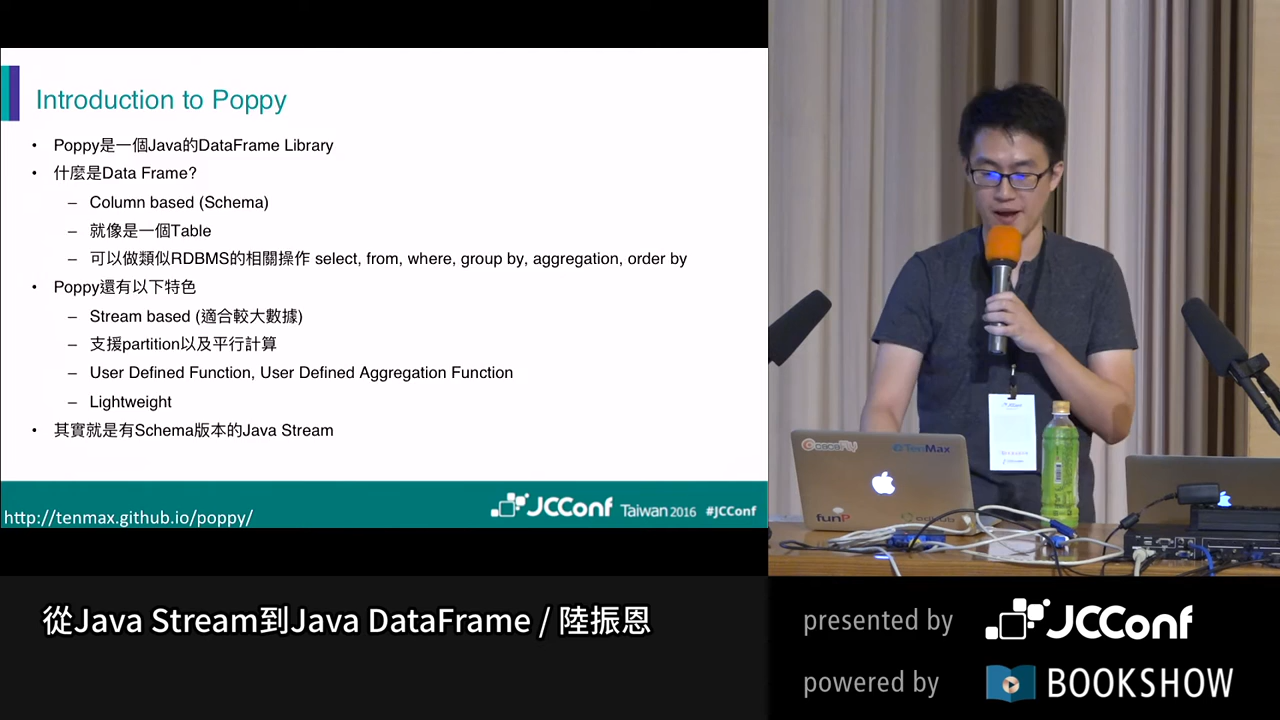 Introduction to Poppy
• Poppy是一個Java的DataFrame Library
• 什麼是Data Frame?
– Column based (Schema)
– 就像是一個Table
– 可以做類似RDBMS的相關操作 select, from, where, group by, aggregation, order by
• Poppy還有以下特色
– Stream based (適合較大數據)
– 支援partition以及平行計算
– User Defined Function, User Defined Aggregation Function
– Lightweight
• 其實就是有Schema版本的Java Stream
http://tenmax.github.io/poppy/
JCConf Taiwan 2016 #JCConf
TenMax
funP
從Java Stream到Java DataFrame / 陸振恩
presented by JCConf
powered by BOOKSHOW